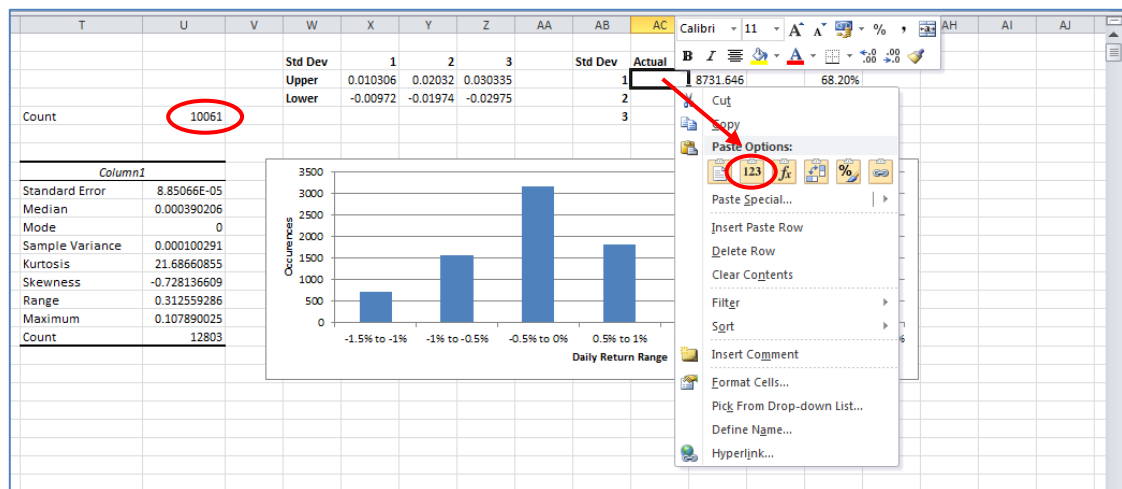 T U V W X Y Z AA AB AC AH AI AJ
Calibri 11 A A % ,
B I A .00 .0 .00
Std Dev 1 2 3 Std Dev Actual
Upper 0.010306 0.02032 0.030335 1 8731.646 68.20%
Lower -0.00972 -0.01974 -0.02975 2
Count 10061 3
Column1
Standard Error 8.85066E-05
Median 0.000390206
Mode 0
Sample Variance 0.000100291
Kurtosis 21.68660855
Skewness -0.728136609
Range 0.312559286
Maximum 0.107890025
Count 12803
3500
3000
2500
2000
1500
1000
500
0
Occurences
-1.5% to -1% -1% to -0.5% -0.5% to 0% 0.5% to 1%
Daily Return Range
Cut
Copy
Paste Options:
123 fx %
Paste Special...
Insert Paste Row
Delete Row
Clear Contents
Filter
Sort
Insert Comment
Format Cells...
Pick From Drop-down List...
Define Name...
Hyperlink...